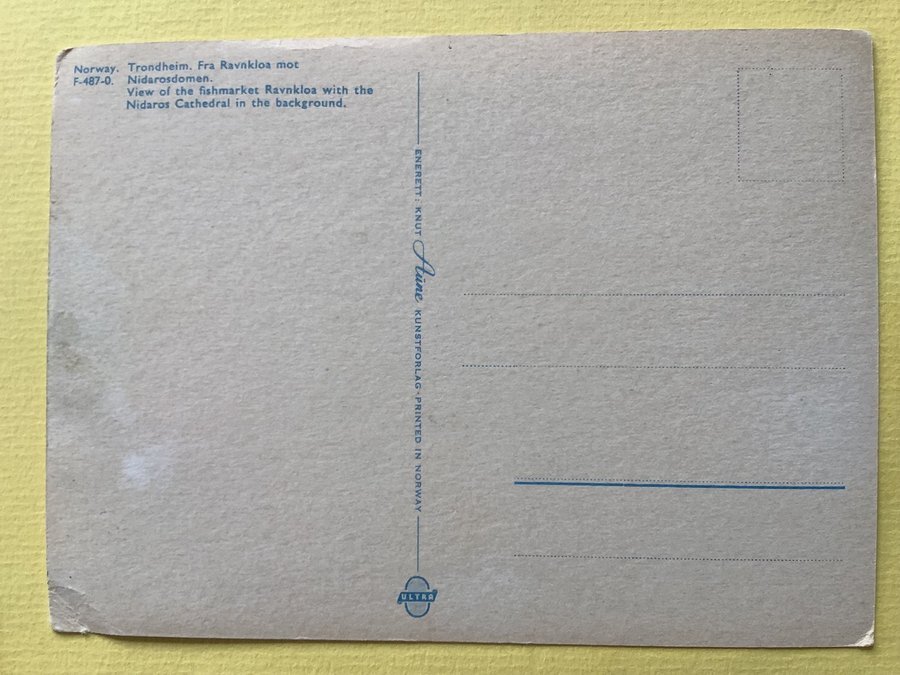 Norway. Trondheim. Fra Ravnkloa mot
F-487-0. Nidarosdomen.
View of the fishmarket Ravnkloa with the
Nidaros Cathedral in the background.
ENERETT: KNUT Aune KUNSTFORLAG · PRINTED IN NORWAY
ULTRA